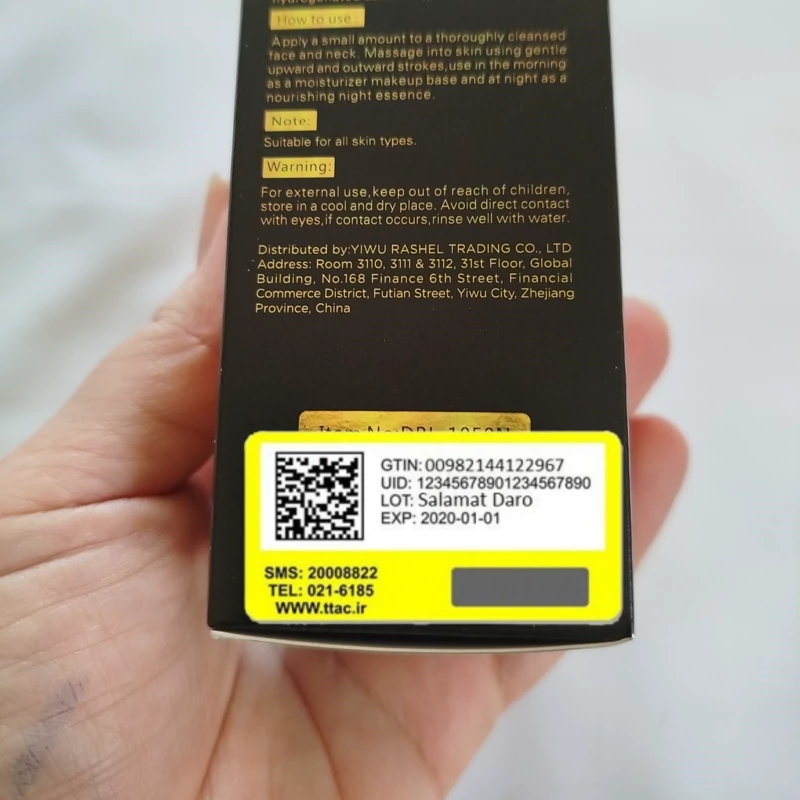 How to use:
Apply a small amount to a thoroughly cleansed
face and neck. Massage into skin using gentle
upward and outward strokes,use in the morning
as a moisturizer makeup base and at night as a
nourishing night essence.
Note:
Suitable for all skin types.
Warning:
For external use,keep out of reach of children,
store in a cool and dry place. Avoid direct contact
with eyes,if contact occurs,rinse well with water.
Distributed by:YIWU RASHEL TRADING CO., LTD
Address: Room 3110, 3111 & 3112, 31st Floor, Global
Building, No.168 Finance 6th Street, Financial
Commerce District, Futian Street, Yiwu City, Zhejiang
Province, China
Item No:
GTIN: 00982144122967
UID: 12345678901234567890
LOT: Salamat Daro
EXP: 2020-01-01
SMS: 20008822
TEL: 021-6185
WWW.ttac.ir